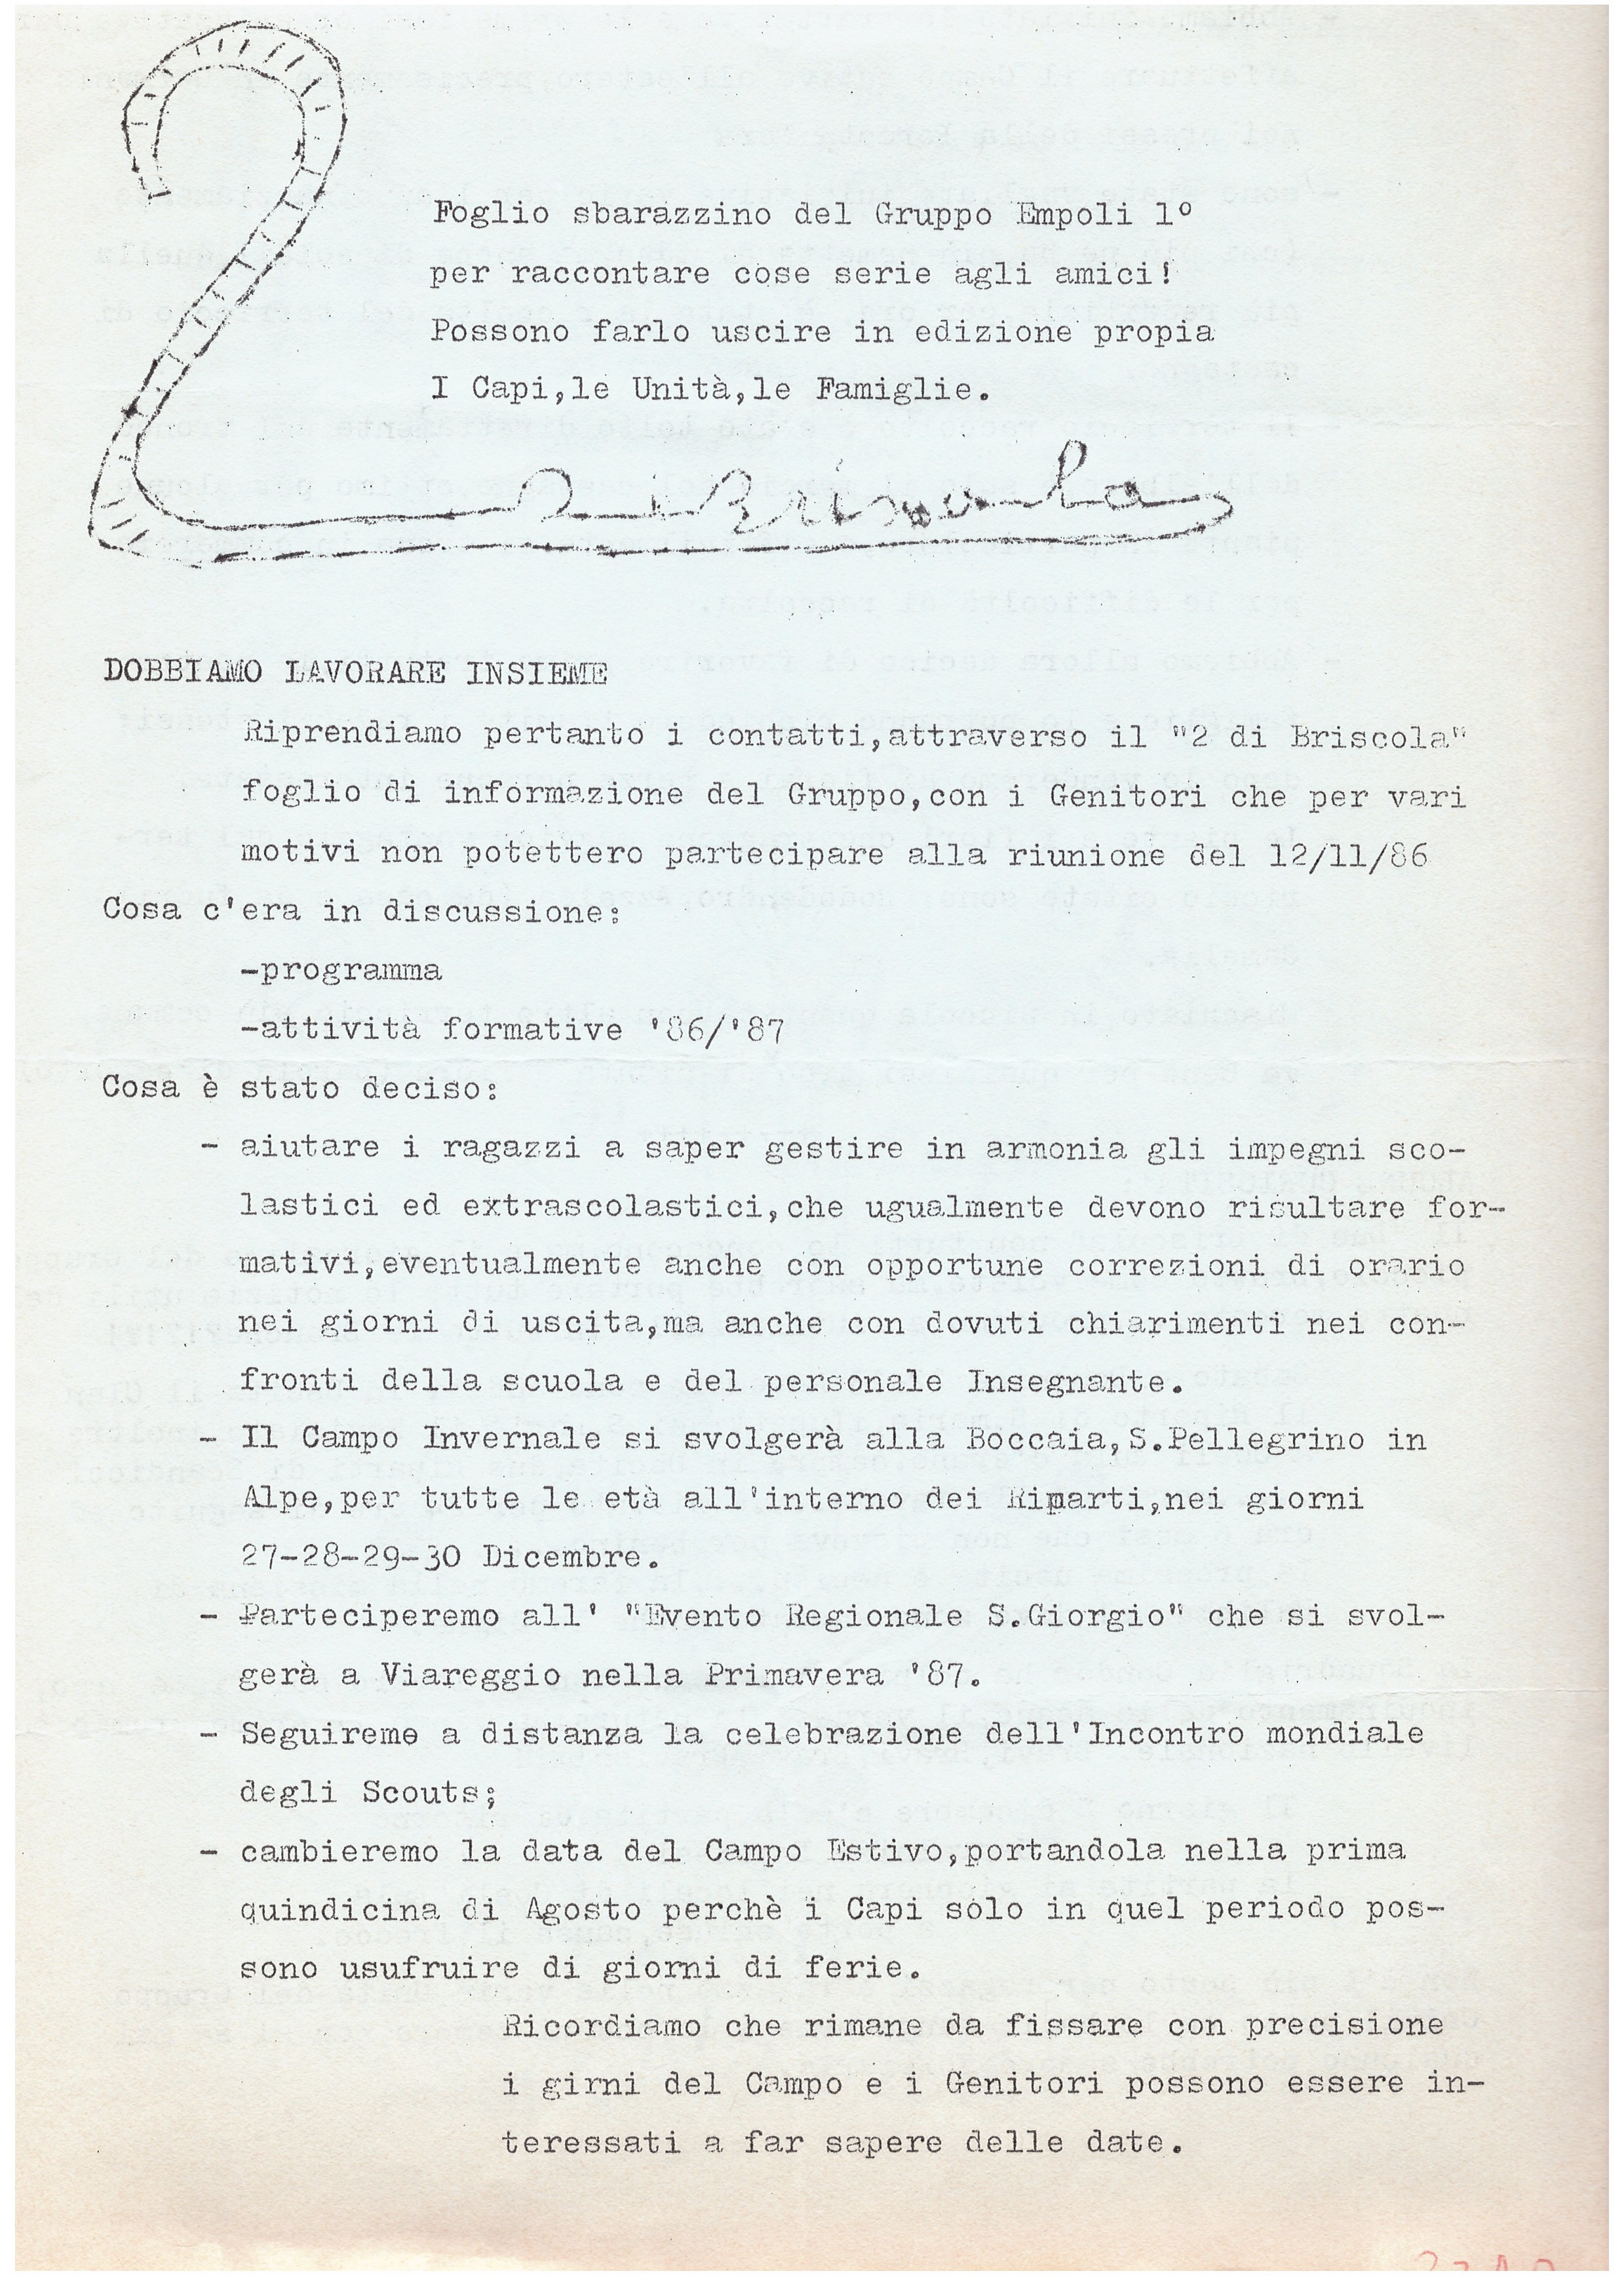 Foglio sbarazzino del Gruppo Empoli 1º
per raccontare cose serie agli amici!
Possono farlo uscire in edizione propia
I Capi,le Unità,le Famiglie.
2 di Briscola
DOBBIAMO LAVORARE INSIEME
Riprendiamo pertanto i contatti,attraverso il "2 di Briscola"
foglio di informazione del Gruppo,con i Genitori che per vari
motivi non potettero partecipare alla riunione del 12/11/86
Cosa c'era in discussione:
-programma
-attività formative '86/'87
Cosa è stato deciso:
- aiutare i ragazzi a saper gestire in armonia gli impegni sco-
lastici ed extrascolastici,che ugualmente devono risultare for-
mativi,eventualmente anche con opportune correzioni di orario
nei giorni di uscita,ma anche con dovuti chiarimenti nei con-
fronti della scuola e del personale Insegnante.
- Il Campo Invernale si svolgerà alla Boccaia,S.Pellegrino in
Alpe,per tutte le età all'interno dei Riparti,nei giorni
27-28-29-30 Dicembre.
- Parteciperemo all' "Evento Regionale S.Giorgio" che si svol-
gerà a Viareggio nella Primavera '87.
- Seguireme a distanza la celebrazione dell'Incontro mondiale
degli Scouts;
- cambieremo la data del Campo Estivo,portandola nella prima
quindicina di Agosto perchè i Capi solo in quel periodo pos-
sono usufruire di giorni di ferie.
Ricordiamo che rimane da fissare con precisione
i girni del Campo e i Genitori possono essere in-
teressati a far sapere delle date.